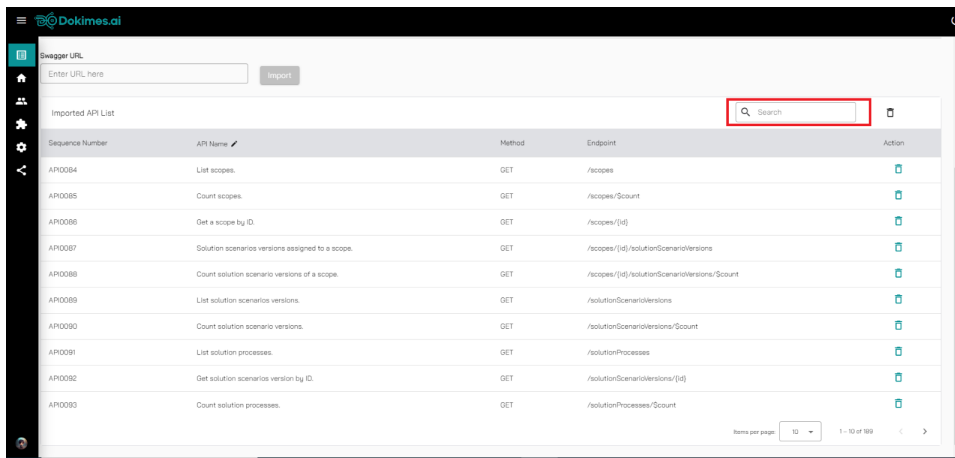 Dokimes.ai
Swagger URL
Enter URL here Import
Imported API List Search
Sequence Number API Name Method Endpoint Action
API0084 List scopes. GET /scopes
API0085 Count scopes. GET /scopes/$count
API0086 Get a scope by ID. GET /scopes/{id}
API0087 Solution scenarios versions assigned to a scope. GET /scopes/{id}/solutionScenarioVersions
API0088 Count solution scenario versions of a scope. GET /scopes/{id}/solutionScenarioVersions/$count
API0089 List solution scenarios versions. GET /solutionScenarioVersions
API0090 Count solution scenario versions. GET /solutionScenarioVersions/$count
API0091 List solution processes. GET /solutionProcesses
API0092 Get solution scenarios version by ID. GET /solutionScenarioVersions/{id}
API0093 Count solution processes. GET /solutionProcesses/$count
Items per page: 10 1 – 10 of 189